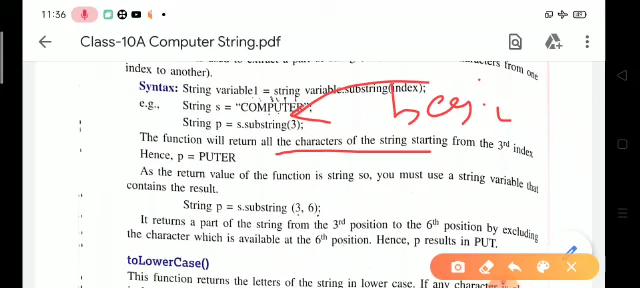 11:36
Class-10A Computer String.pdf
characters from one
index to another).
Syntax: String variable1 = string variable.substring(index);
e.g., String s = "COMPUTER";
String p = s.substring(3);
The function will return all the characters of the string starting from the 3rd index
Hence, p = PUTER
As the return value of the function is string so, you must use a string variable that
contains the result.
String p = s.substring (3, 6);
It returns a part of the string from the 3rd position to the 6th position by excluding
the character which is available at the 6th position. Hence, p results in PUT.
toLowerCase()
This function returns the letters of the string in lower case. If any character is